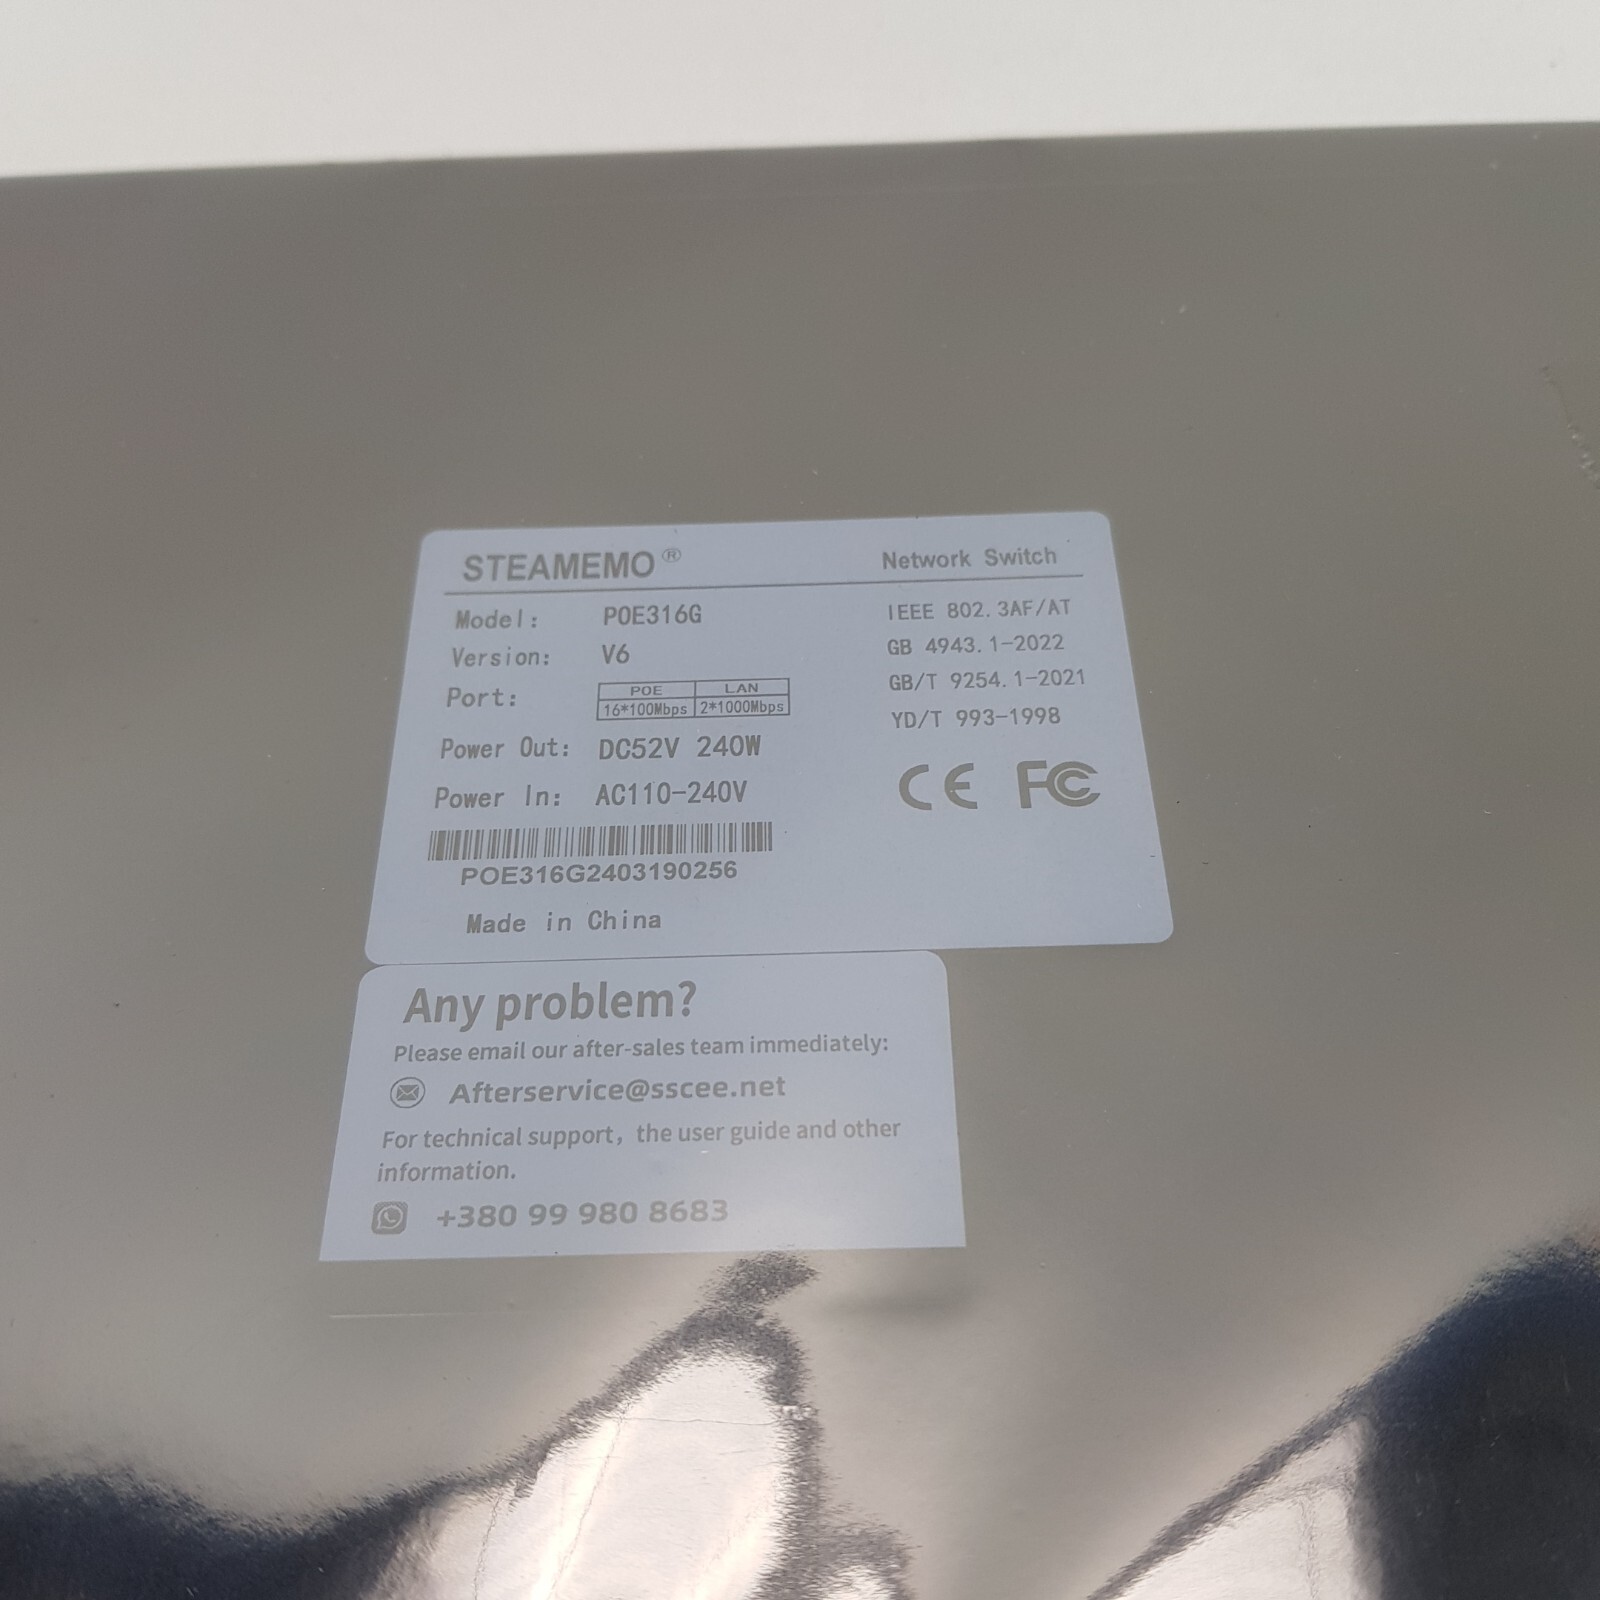 STEAMEMO® Network Switch
Model: POE316G
Version: V6
Port: POE LAN
16*100Mbps 2*1000Mbps
Power Out: DC52V 240W
Power In: AC110-240V
IEEE 802.3AF/AT
GB 4943.1-2022
GB/T 9254.1-2021
YD/T 993-1998
CE FC
POE316G2403190256
Made in China
Any problem?
Please email our after-sales team immediately:
Afterservice@sscee.net
For technical support, the user guide and other
information.
+380 99 980 8683